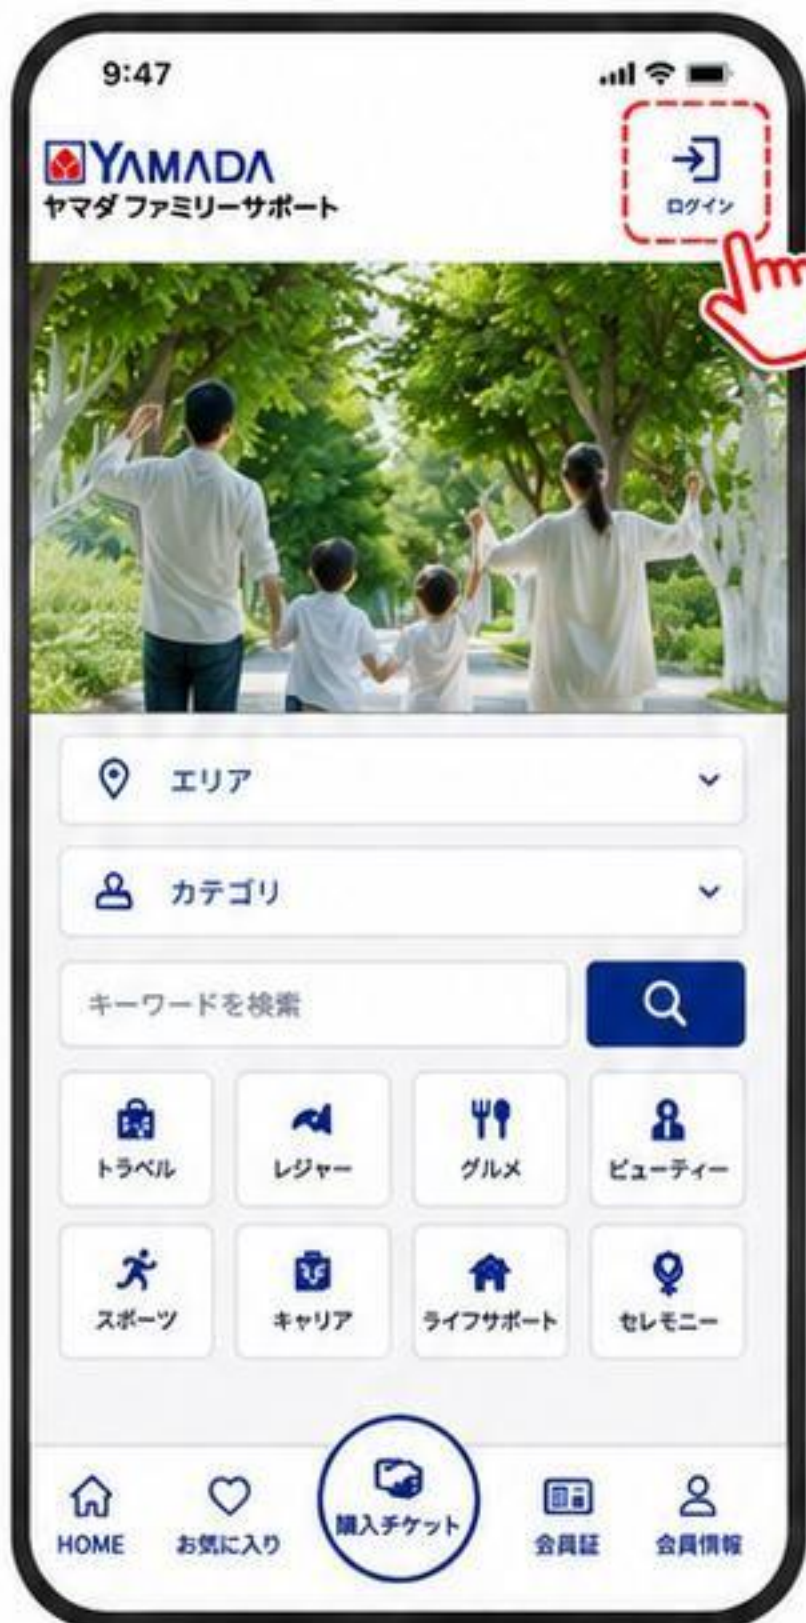 9:47
YAMADA
ヤマダ ファミリーサポート
ログイン
エリア
カテゴリ
キーワードを検索
トラベル
レジャー
グルメ
ビューティー
スポーツ
キャリア
ライフサポート
セレモニー
HOME
お気に入り
購入チケット
会員証
会員情報